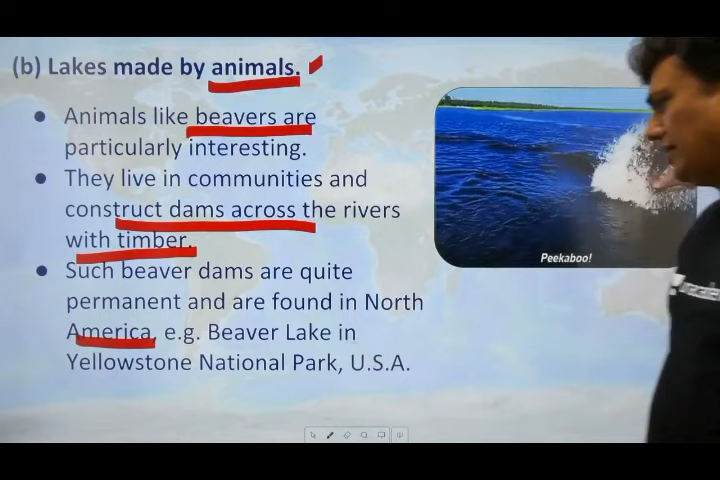 (b) Lakes made by animals.
● Animals like beavers are
particularly interesting.
● They live in communities and
construct dams across the rivers
with timber.
● Such beaver dams are quite
permanent and are found in North
America, e.g. Beaver Lake in
Yellowstone National Park, U.S.A.
Peekaboo!